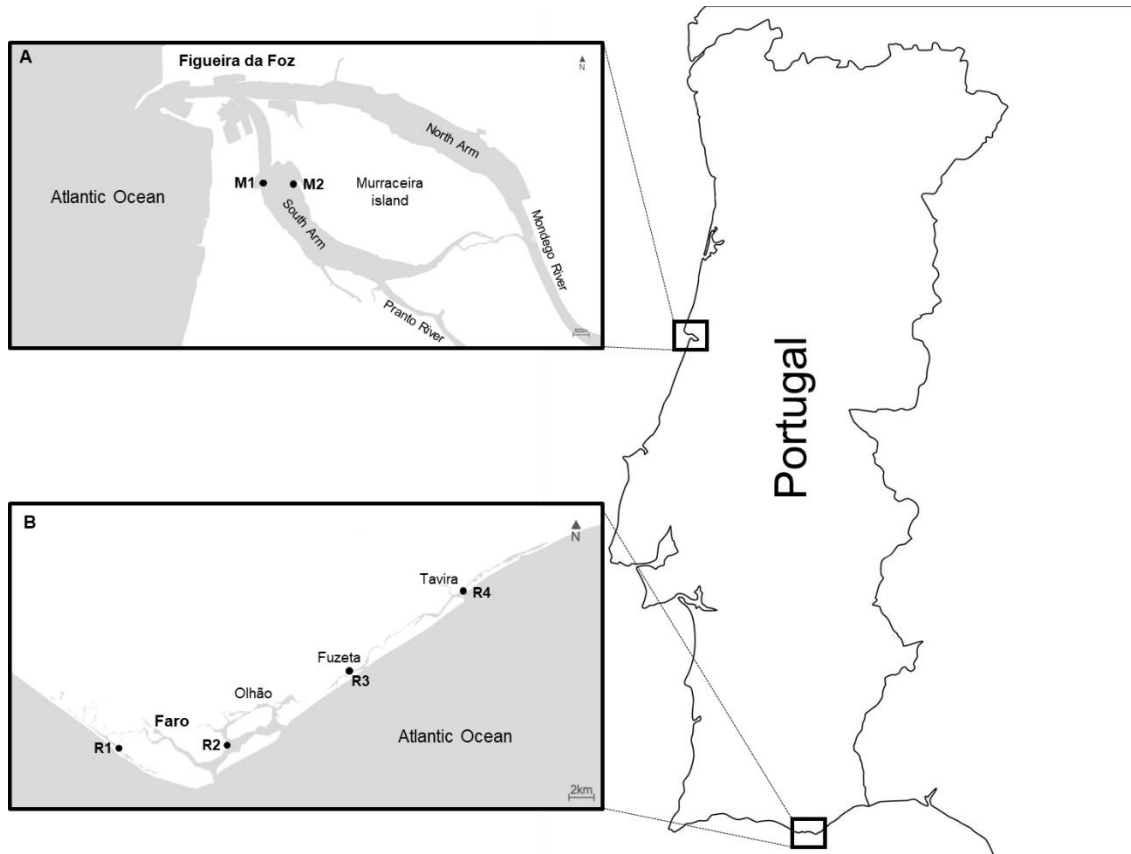 A
Figueira da Foz
N
North Arm
Atlantic Ocean
M1
M2
Murraceira
island
South Arm
Mondego River
Pranto River
500m
Portugal
B
N
Tavira
R4
Fuzeta
R3
Olhão
Faro
R1
R2
Atlantic Ocean
2km